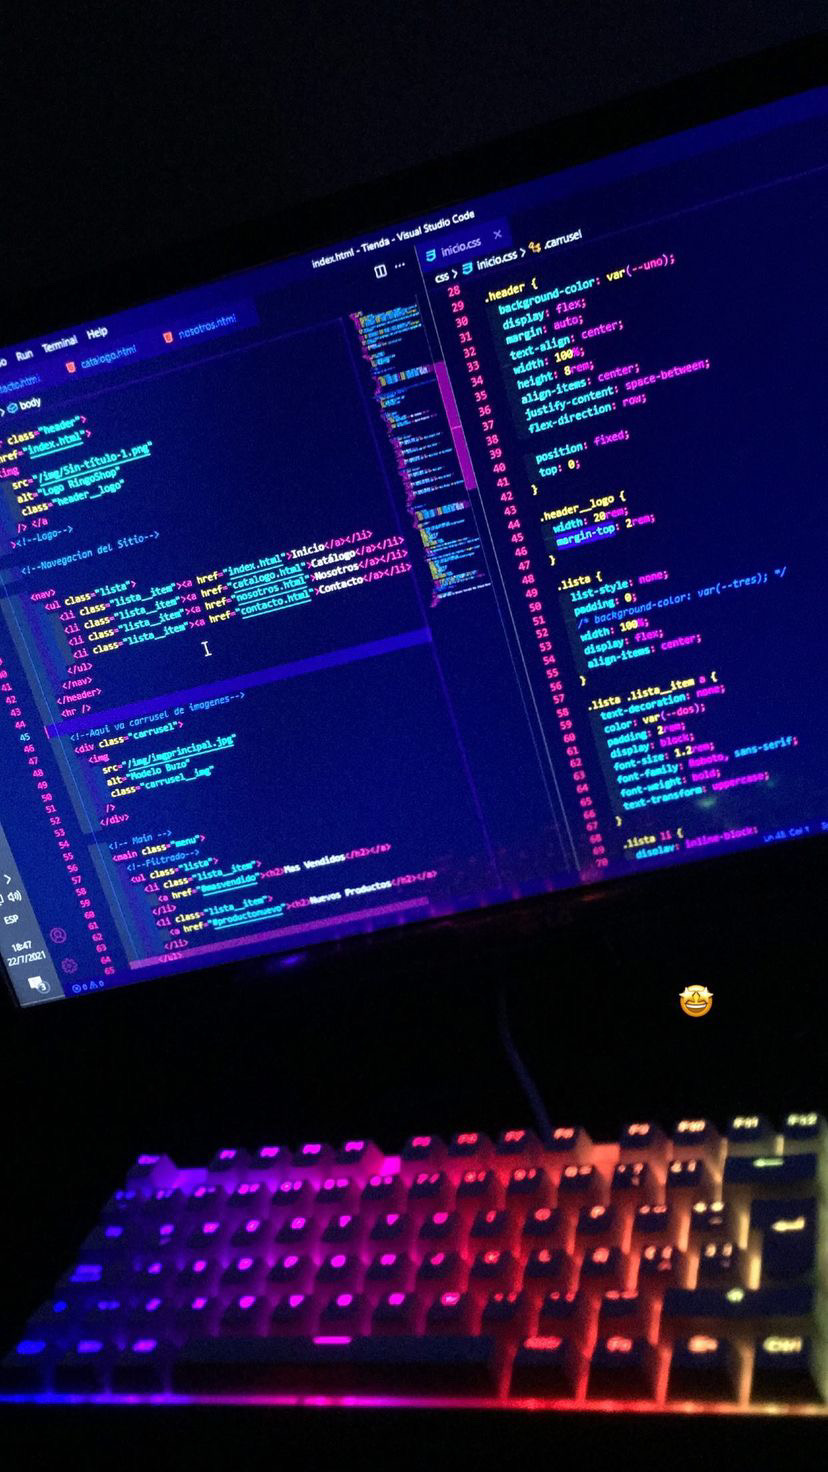 index.html - Tienda - Visual Studio Code
Run Terminal Help
catalogo.html
nosotros.html
body
class="header">
href="index.html">
src="/img/Sin-titulo-1.png"
alt="Logo RingoShop"
class="header__logo"
/> </a
><!--Logo-->
<!--Navegacion del Sitio-->
<nav>
<ul class="lista">
<li class="lista__item"><a href="index.html">Inicio</a></li>
<li class="lista__item"><a href="catalogo.html">Catálogo</a></li>
<li class="lista__item"><a href="nosotros.html">Nosotros</a></li>
<li class="lista__item"><a href="contacto.html">Contacto</a></li>
</ul>
</nav>
</header>
<hr />
<!--Aqui va carrusel de imagenes-->
<div class="carrusel">
<img
src="/img/imgprincipal.jpg"
alt="Modelo Buzo"
class="carrusel__img"
/>
</div>
<!-- Main -->
<main class="menu">
<!--Filtrado-->
<ul class="lista">
<li class="lista__item">
<a href="#masvendido"><h2>Mas Vendidos</h2></a>
</li>
<li class="lista__item">
<a href="#productonuevo"><h2>Nuevos Productos</h2></a>
</li>
</ul>
inicio.css
css > inicio.css > .carrusel
28
29 .header {
30 background-color: var(--uno);
31 display: flex;
32 margin: auto;
33 text-align: center;
34 width: 100%;
35 height: 8rem;
36 align-items: center;
37 justify-content: space-between;
38 flex-direction: row;
39
40 position: fixed;
41 top: 0;
42 }
43
44 .header__logo {
45 width: 20rem;
46 margin-top: 2rem;
47 }
48
49 .lista {
50 list-style: none;
51 padding: 0;
52 /* background-color: var(--tres); */
53 width: 100%;
54 display: flex;
55 align-items: center;
56 }
57
58 .lista .lista__item a {
59 text-decoration: none;
60 color: var(--dos);
61 padding: 2rem;
62 display: block;
63 font-size: 1.2rem;
64 font-family: Roboto, sans-serif;
65 font-weight: bold;
66 text-transform: uppercase;
67 }
68
69 .lista li {
70 display: inline-block;
ESP
18:47
22/7/2021
3
F10 F11 F12